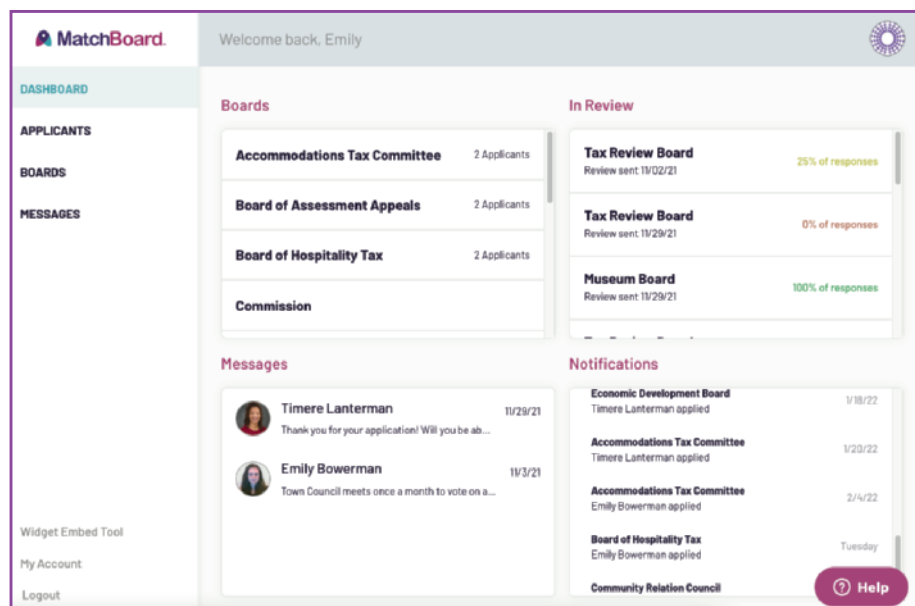 MatchBoard.
Welcome back, Emily
DASHBOARD
APPLICANTS
BOARDS
MESSAGES
Widget Embed Tool
My Account
Logout
Boards
Accommodations Tax Committee 2 Applicants
Board of Assessment Appeals 2 Applicants
Board of Hospitality Tax 2 Applicants
Commission
In Review
Tax Review Board
Review sent 11/02/21
25% of responses
Tax Review Board
Review sent 11/29/21
0% of responses
Museum Board
Review sent 11/29/21
100% of responses
Messages
Timere Lanterman 11/29/21
Thank you for your application! Will you be ab...
Emily Bowerman 11/3/21
Town Council meets once a month to vote on a...
Notifications
Economic Development Board
Timere Lanterman applied
1/18/22
Accommodations Tax Committee
Timere Lanterman applied
1/20/22
Accommodations Tax Committee
Emily Bowerman applied
2/4/22
Board of Hospitality Tax
Emily Bowerman applied
Tuesday
Community Relation Council
Help